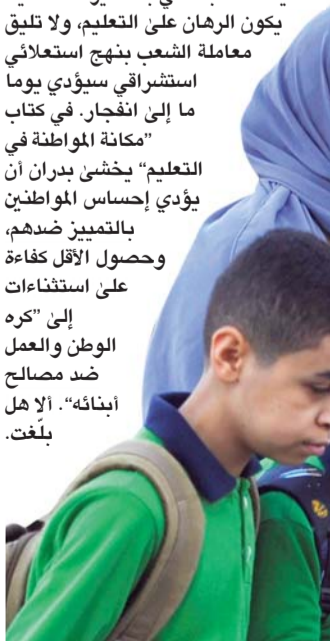 يكون الرهان على التعليم، ولا تليق
معاملة الشعب بنهج استعلائي
استشراقي سيؤدي يوما
ما إلى انفجار. في كتاب
”مكانة المواطنة في
التعليم“ يخشى بدران أن
يؤدي إحساس المواطنين
بالتمييز ضدهم،
وحصول الأقل كفاءة
على استثناءات
إلى ”كره
الوطن والعمل
ضد مصالح
أبنائه“. ألا هل
بلّغت.